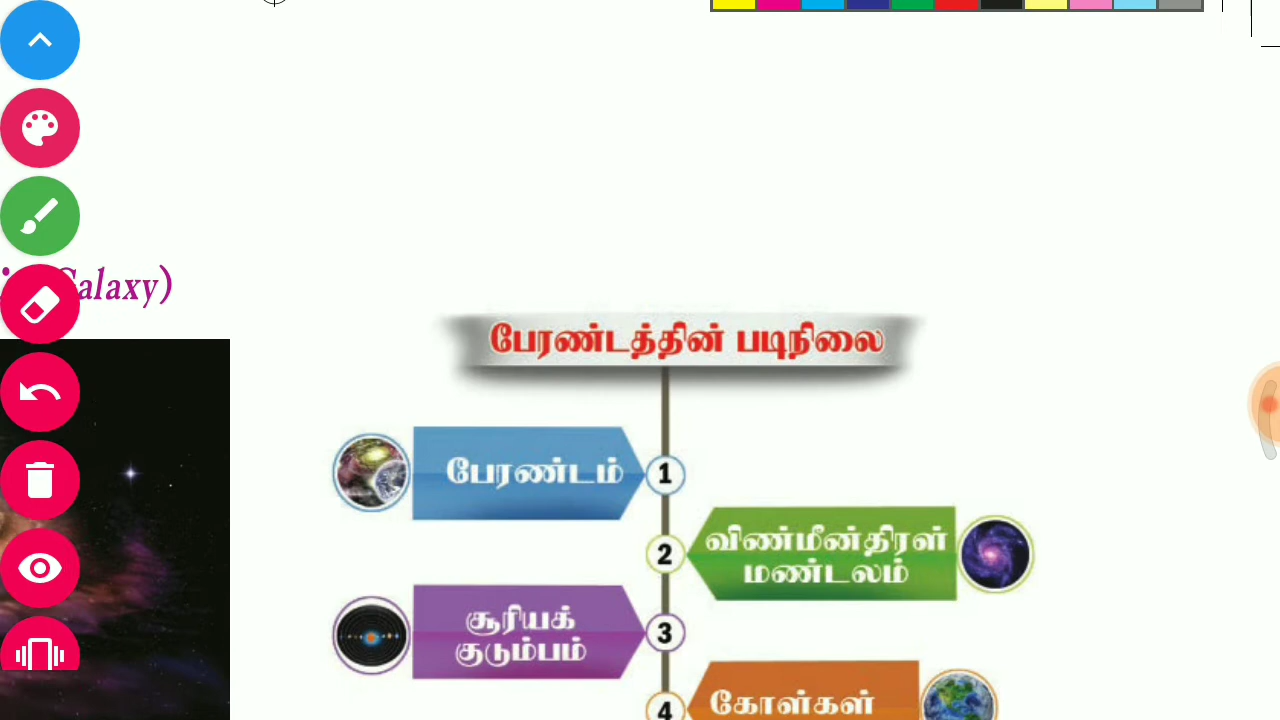 Galaxy)
பேரண்டத்தின் படிநிலை
பேரண்டம்
1
2
விண்மீன்திரள்
மண்டலம்
சூரியக்
குடும்பம்
3
4
கோள்கள்